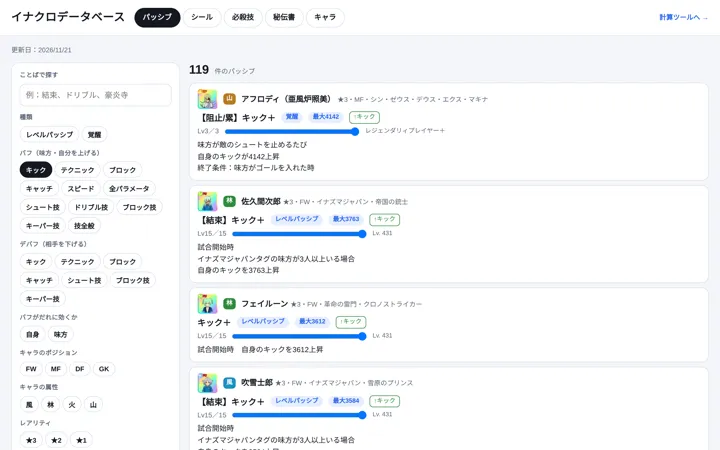 イナクロデータベース
パッシブ シール 必殺技 秘伝書 キャラ
計算ツールへ →
更新日：2026/11/21
ことばで探す
例：結束、ドリブル、豪炎寺
種類
レベルパッシブ 覚醒
バフ（味方・自分を上げる）
キック テクニック ブロック
キャッチ スピード 全パラメータ
シュート技 ドリブル技 ブロック技
キーパー技 技全般
デバフ（相手を下げる）
キック テクニック ブロック
キャッチ シュート技 ブロック技
キーパー技
バフがだれに効くか
自身 味方
キャラのポジション
FW MF DF GK
キャラの属性
風 林 火 山
レアリティ
★3 ★2 ★1
119 件のパッシブ
山 アフロディ（亜風炉照美） ★3・MF・シン・ゼウス・デウス・エクス・マキナ
【阻止/累】キック＋ 覚醒 最大4142 ↑キック
Lv3／3 レジェンダリィプレイヤー＋
味方が敵のシュートを止めるたび
自身のキックが4142上昇
終了条件：味方がゴールを入れた時
林 佐久間次郎 ★3・FW・イナズマジャパン・帝国の銃士
【結束】キック＋ レベルパッシブ 最大3763 ↑キック
Lv15／15 Lv. 431
試合開始時
イナズマジャパンタグの味方が3人以上いる場合
自身のキックを3763上昇
林 フェイルーン ★3・FW・革命の雷門・クロノストライカー
キック＋ レベルパッシブ 最大3612 ↑キック
Lv15／15 Lv. 431
試合開始時　自身のキックを3612上昇
風 吹雪士郎 ★3・FW・イナズマジャパン・雪原のプリンス
【結束】キック＋ レベルパッシブ 最大3584 ↑キック
Lv15／15 Lv. 431
試合開始時
イナズマジャパンタグの味方が3人以上いる場合